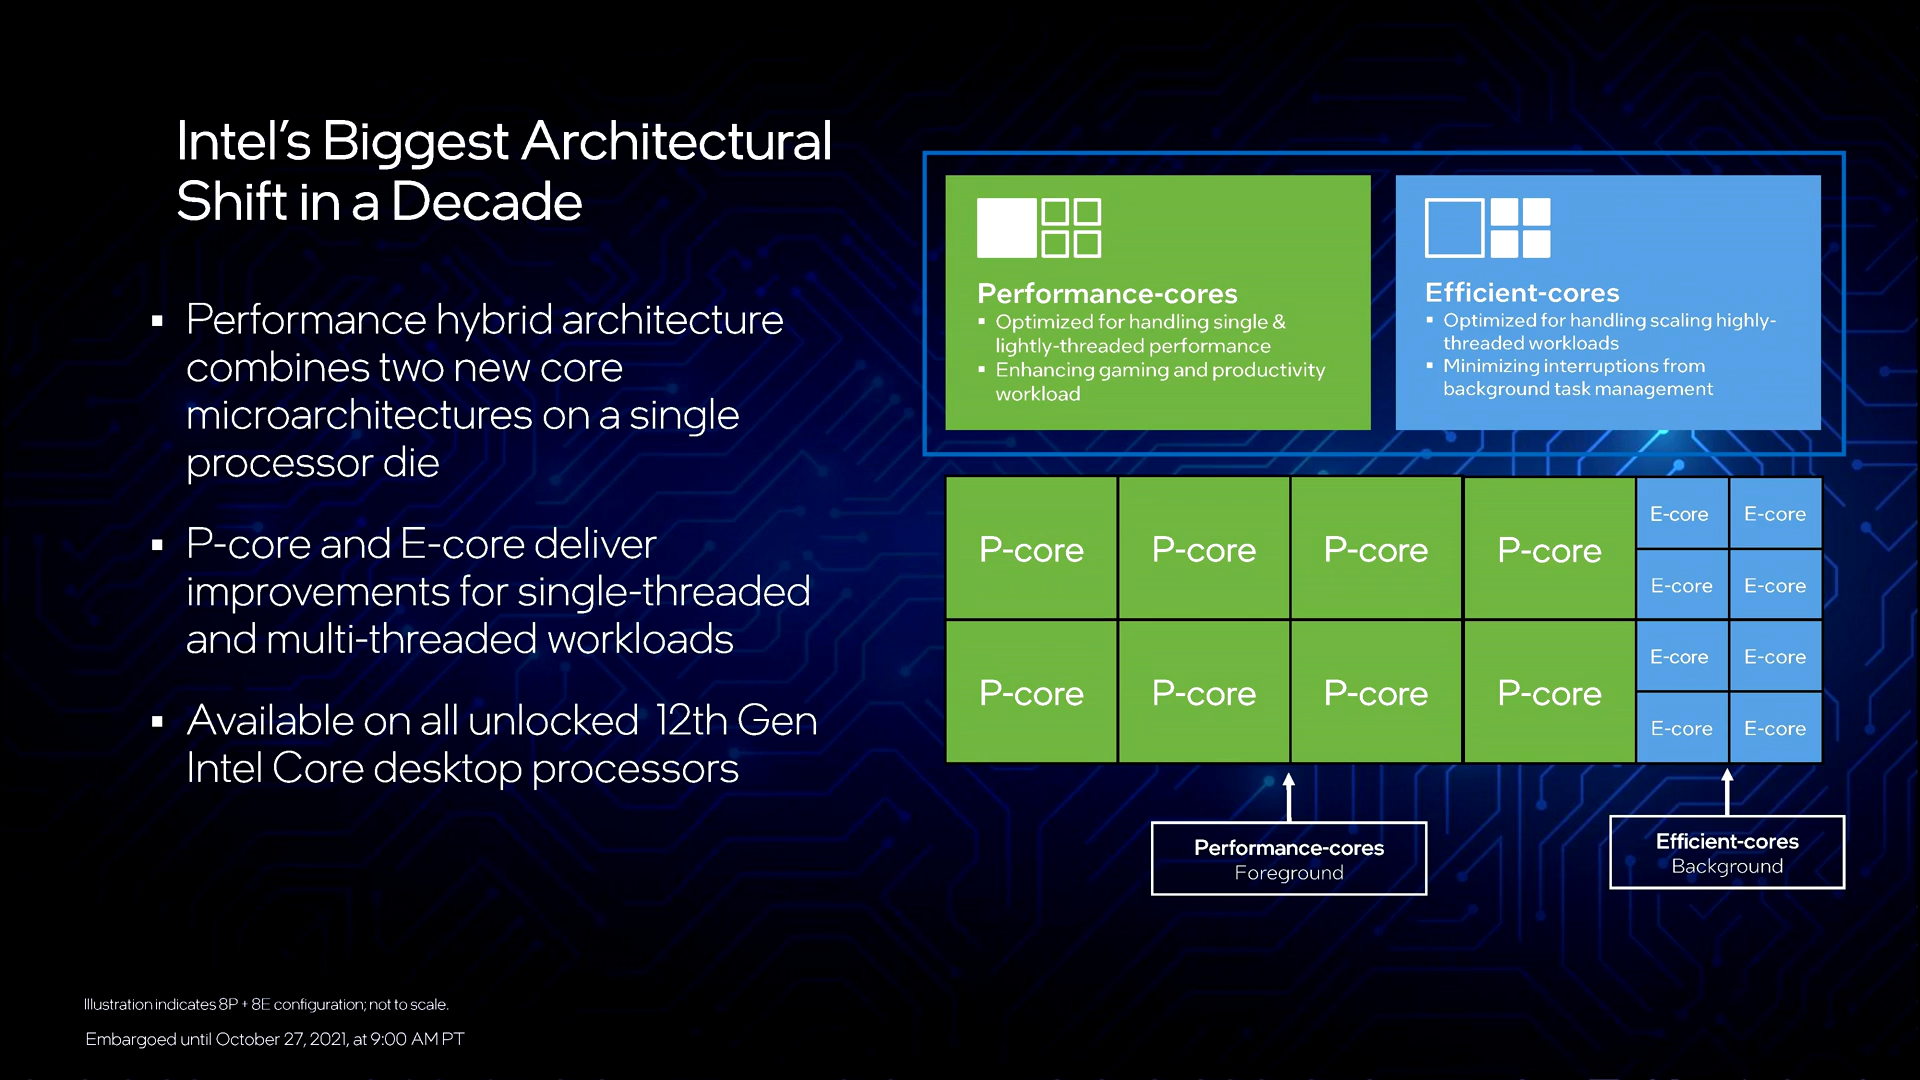 Intel's Biggest Architectural
Shift in a Decade
▪ Performance hybrid architecture
combines two new core
microarchitectures on a single
processor die
▪ P-core and E-core deliver
improvements for single-threaded
and multi-threaded workloads
▪ Available on all unlocked 12th Gen
Intel Core desktop processors
Performance-cores
▪ Optimized for handling single &
lightly-threaded performance
▪ Enhancing gaming and productivity
workload
Efficient-cores
▪ Optimized for handling scaling highly-
threaded workloads
▪ Minimizing interruptions from
background task management
P-core P-core P-core P-core E-core E-core
E-core E-core
P-core P-core P-core P-core E-core E-core
E-core E-core
Performance-cores
Foreground
Efficient-cores
Background
Illustration indicates 8P + 8E configuration; not to scale.
Embargoed until October 27, 2021, at 9:00 AM PT